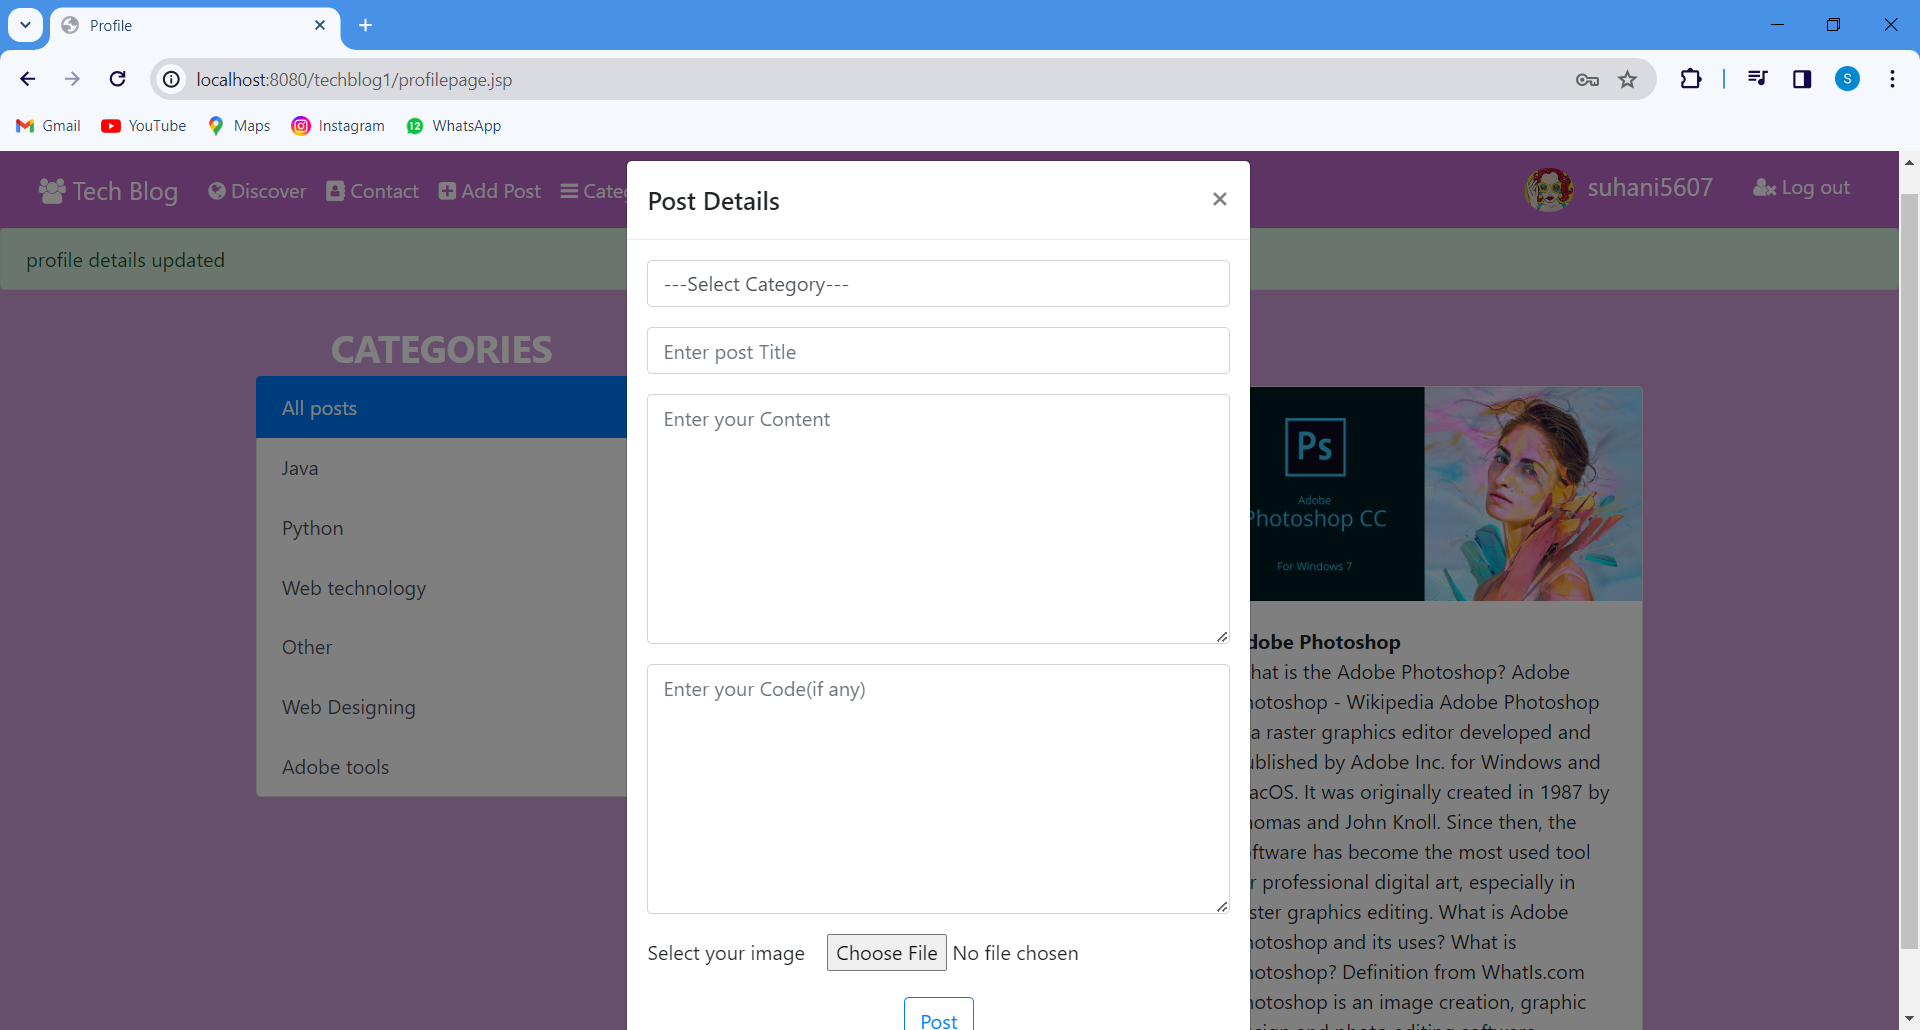 Profile
localhost:8080/techblog1/profilepage.jsp
S
Gmail YouTube Maps Instagram 12 WhatsApp
Tech Blog Discover Contact Add Post Categ
suhani5607 Log out
profile details updated
CATEGORIES
All posts
Java
Python
Web technology
Other
Web Designing
Adobe tools
Post Details
×
---Select Category---
Enter post Title
Enter your Content
Enter your Code(if any)
Select your image Choose File No file chosen
Post
Ps
Adobe
Photoshop CC
For Windows 7
dobe Photoshop
hat is the Adobe Photoshop? Adobe
otoshop - Wikipedia Adobe Photoshop
a raster graphics editor developed and
ublished by Adobe Inc. for Windows and
acOS. It was originally created in 1987 by
omas and John Knoll. Since then, the
ftware has become the most used tool
r professional digital art, especially in
ster graphics editing. What is Adobe
otoshop and its uses? What is
otoshop? Definition from WhatIs.com
otoshop is an image creation, graphic